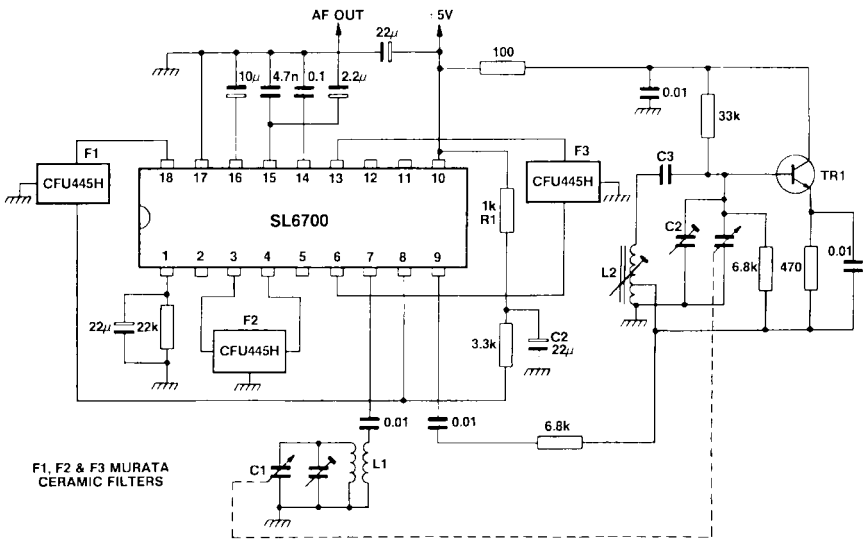 AF OUT
5V
22µ
100
10µ
4.7n
0.1
2.2µ
0.01
33k
F1
CFU445H
18
17
16
15
14
13
12
11
10
F3
CFU445H
C3
TR1
SL6700
1k
R1
C2
L2
6.8k
470
0.01
1
2
3
4
5
6
7
8
9
22µ
22k
F2
CFU445H
3.3k
C2
22µ
0.01
0.01
6.8k
C1
L1
F1, F2 & F3 MURATA
CERAMIC FILTERS